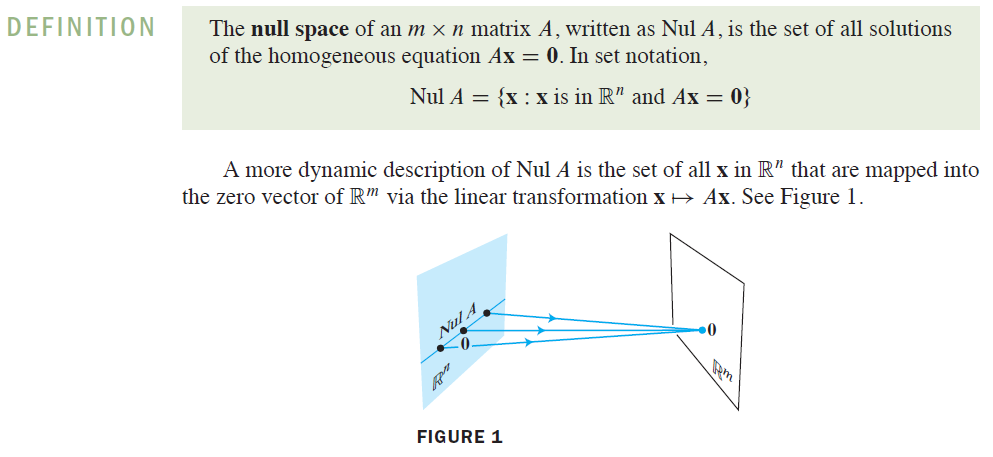 DEFINITION
The null space of an m × n matrix A, written as Nul A, is the set of all solutions
of the homogeneous equation Ax = 0. In set notation,
Nul A = {x : x is in ℝⁿ and Ax = 0}
A more dynamic description of Nul A is the set of all x in ℝⁿ that are mapped into
the zero vector of ℝᵐ via the linear transformation x ↦ Ax. See Figure 1.
Nul A
0
ℝⁿ
0
ℝᵐ
FIGURE 1